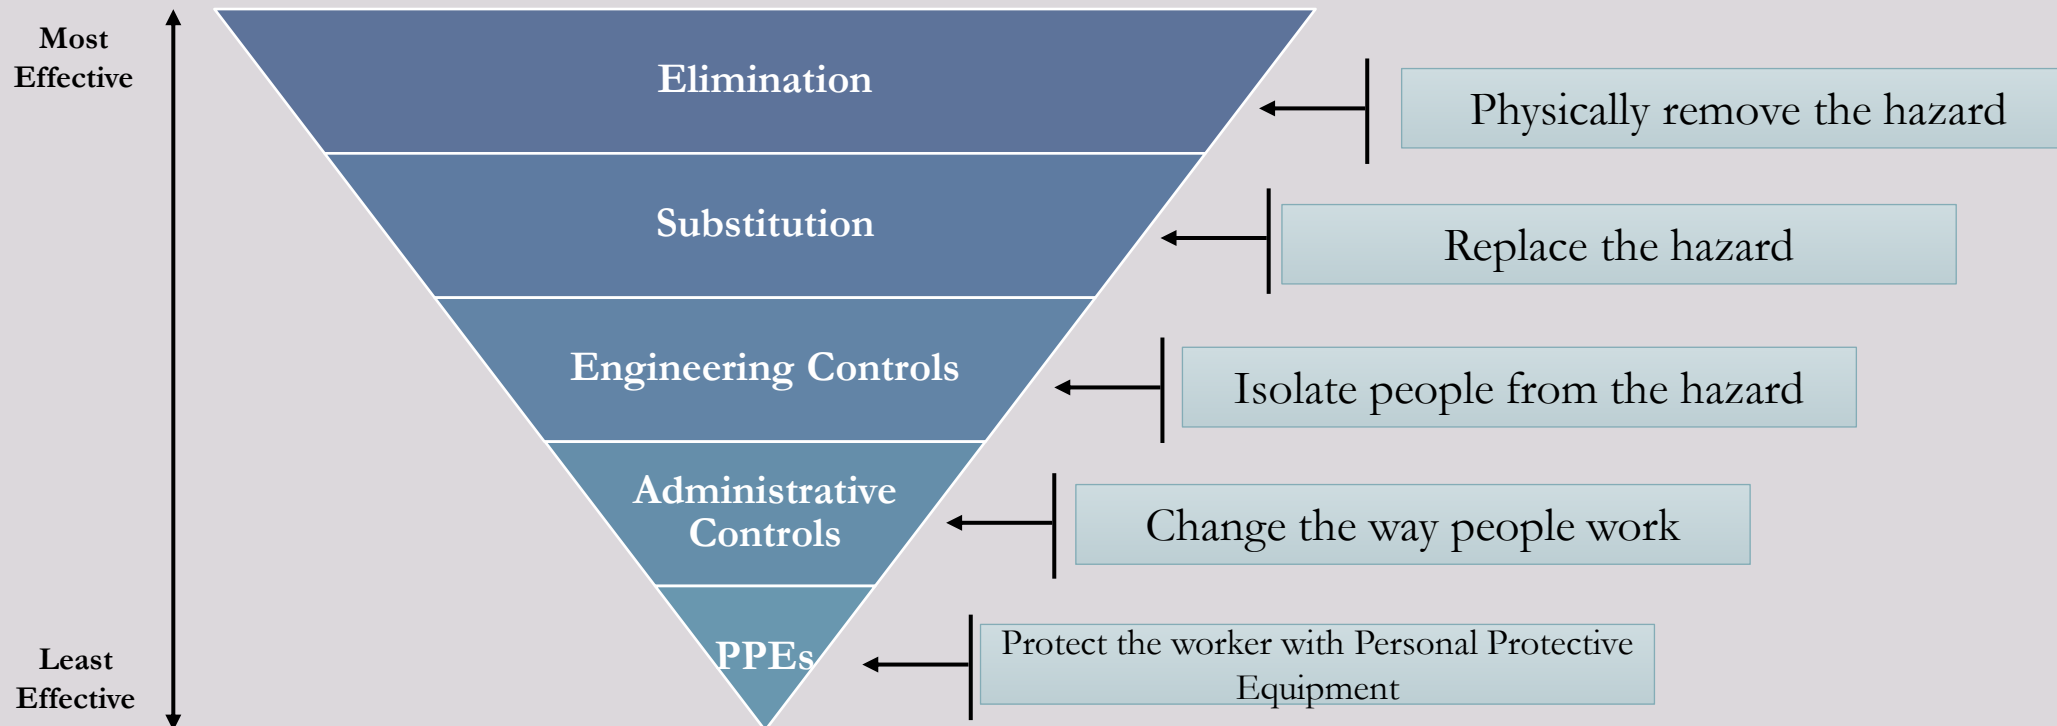 Most
Effective
Elimination
Physically remove the hazard
Substitution
Replace the hazard
Engineering Controls
Isolate people from the hazard
Administrative
Controls
Change the way people work
PPEs
Protect the worker with Personal Protective
Equipment
Least
Effective